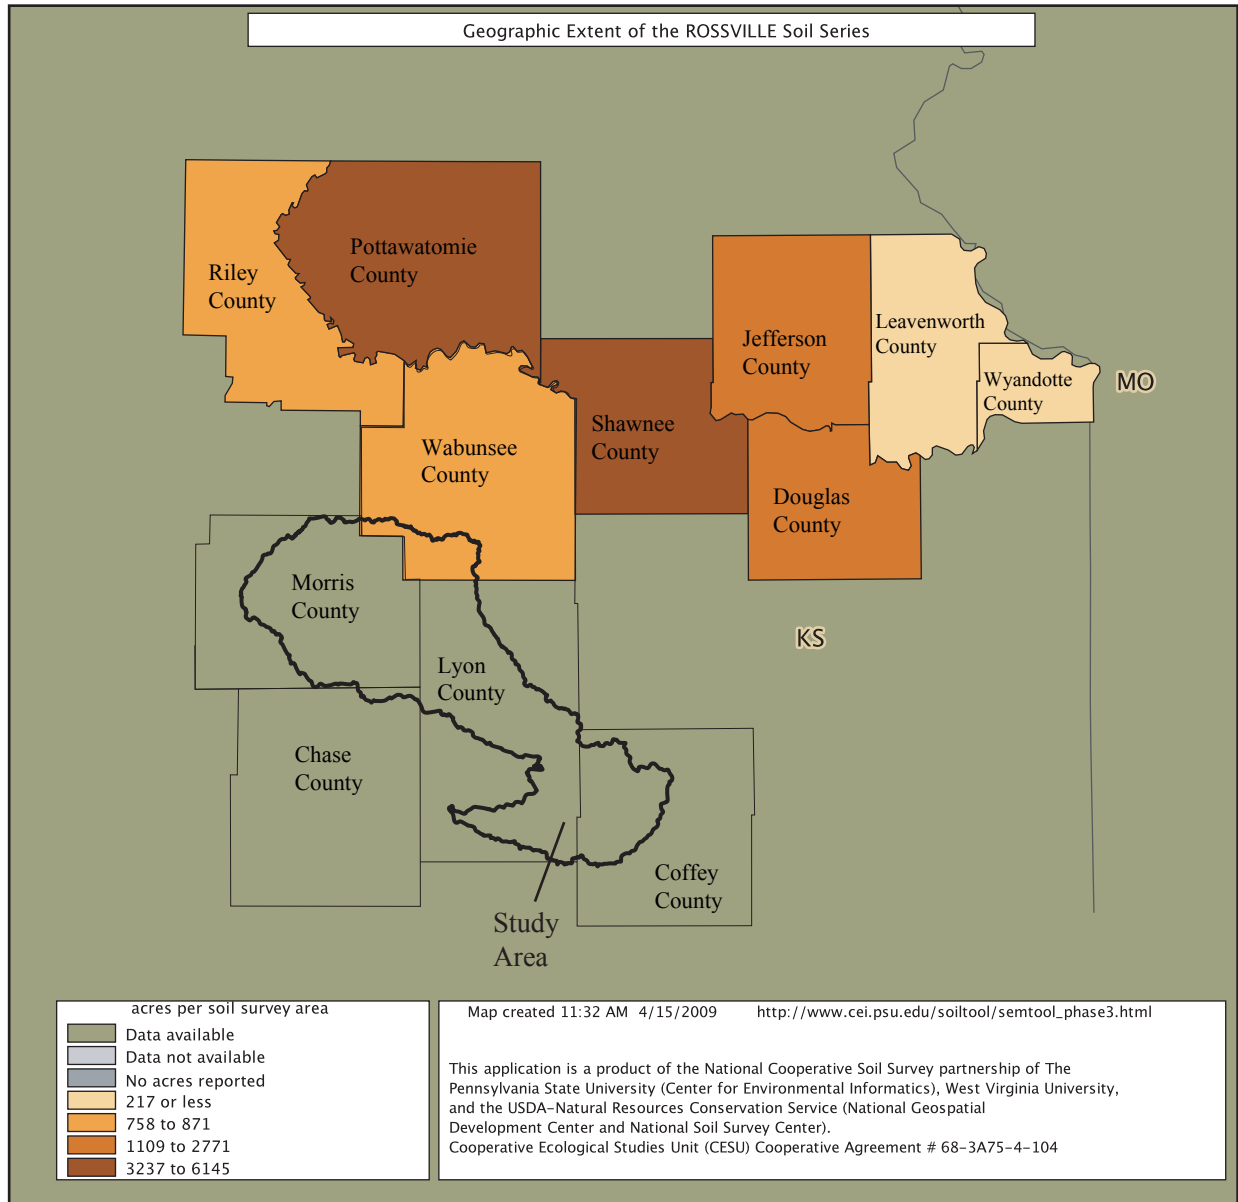 Geographic Extent of the ROSSVILLE Soil Series
Pottawatomie
County
Riley
County
Jefferson
County
Leavenworth
County
Wyandotte
County
MO
Shawnee
County
Wabunsee
County
Douglas
County
Morris
County
KS
Lyon
County
Chase
County
Coffey
County
Study
Area
acres per soil survey area
Data available
Data not available
No acres reported
217 or less
758 to 871
1109 to 2771
3237 to 6145
Map created 11:32 AM 4/15/2009 http://www.cei.psu.edu/soiltool/semtool_phase3.html
This application is a product of the National Cooperative Soil Survey partnership of The
Pennsylvania State University (Center for Environmental Informatics), West Virginia University,
and the USDA-Natural Resources Conservation Service (National Geospatial
Development Center and National Soil Survey Center).
Cooperative Ecological Studies Unit (CESU) Cooperative Agreement # 68-3A75-4-104